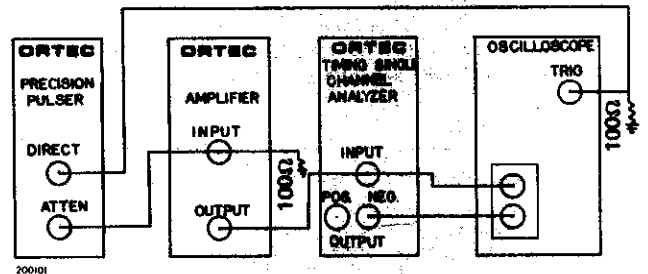 ORTEC
PRECISION
PULSER
DIRECT
ATTEN
ORTEC
AMPLIFIER
INPUT
OUTPUT
100Ω
ORTEC
TIMING SINGLE
CHANNEL
ANALYZER
INPUT
POS. NEG.
OUTPUT
OSCILLOSCOPE
TRIG
100Ω
200101